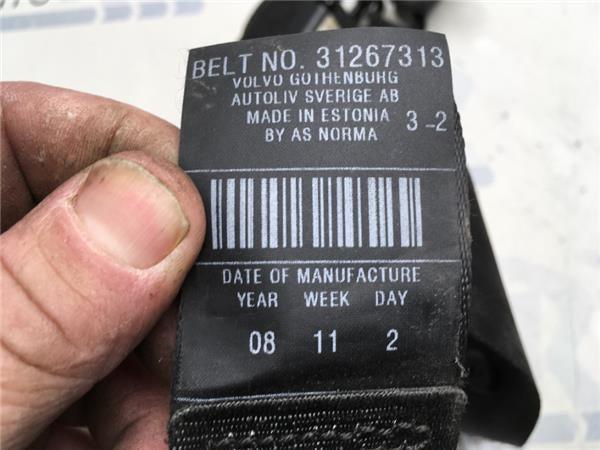 BELT NO. 31267313
VOLVO GOTHENBURG
AUTOLIV SVERIGE AB
MADE IN ESTONIA
BY AS NORMA 3 -2
DATE OF MANUFACTURE
YEAR WEEK DAY
08 11 2